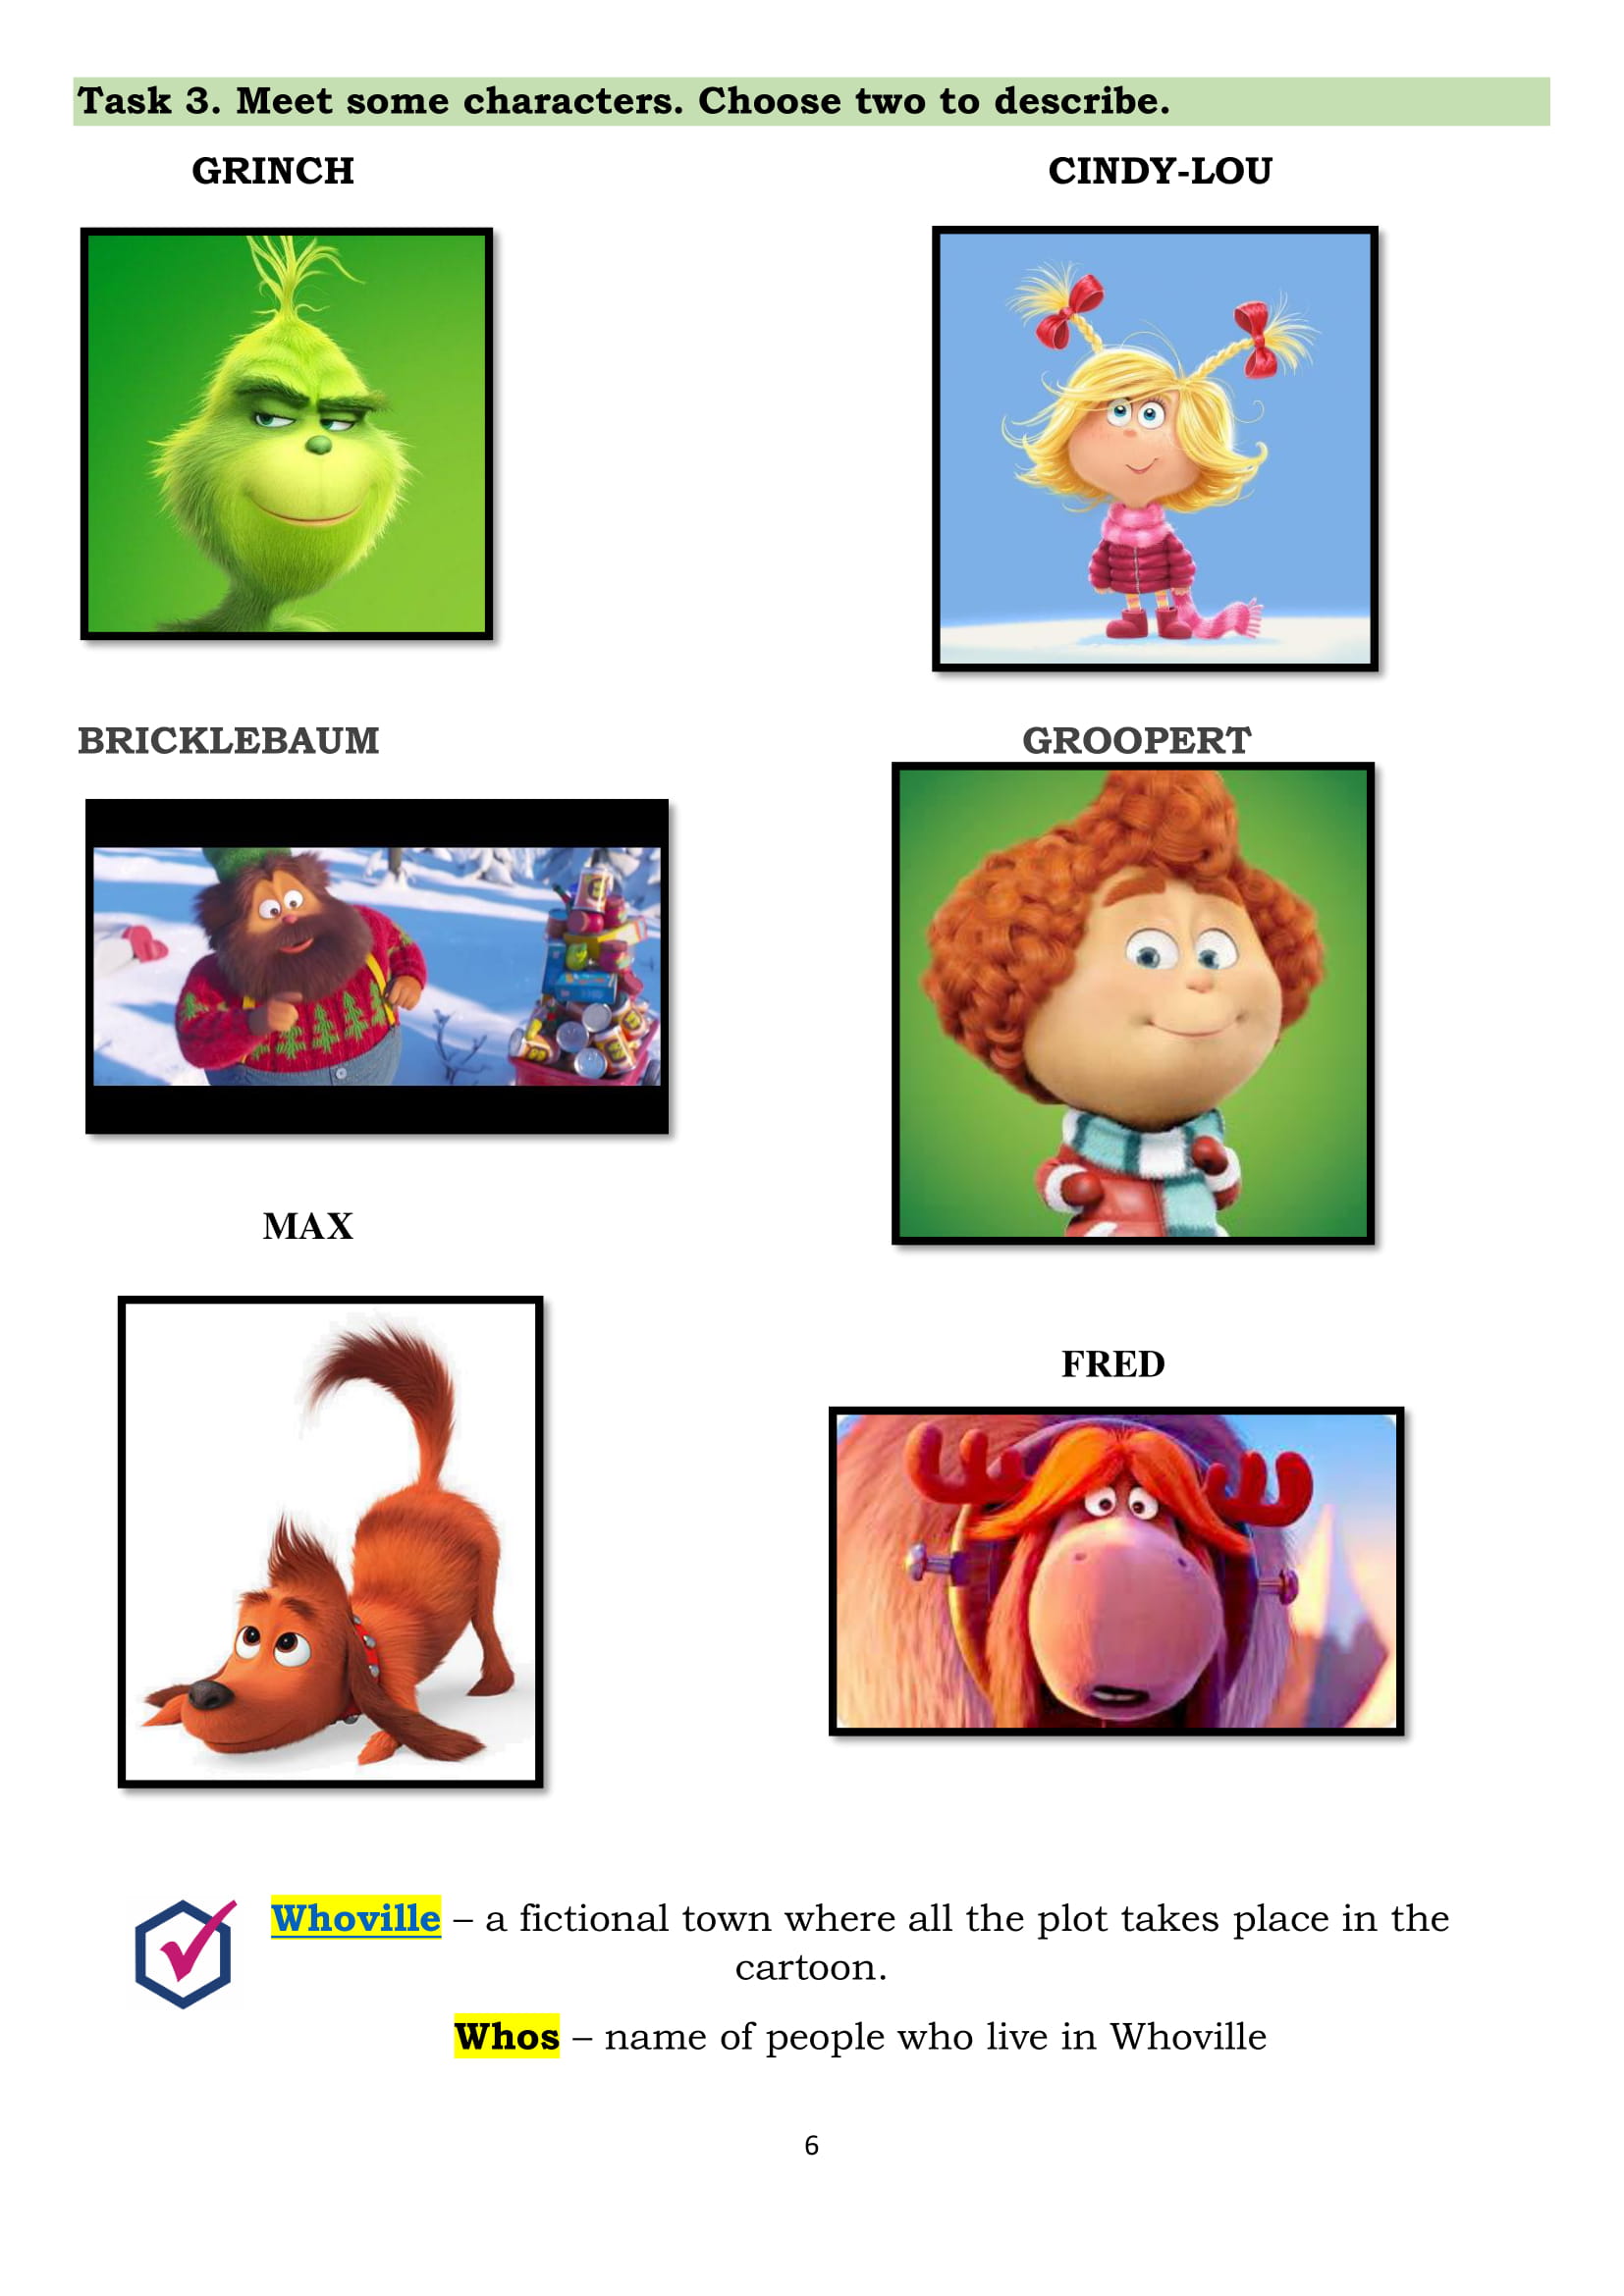 Task 3. Meet some characters. Choose two to describe.
GRINCH
CINDY-LOU
BRICKLEBAUM
GROOPERT
MAX
FRED
Whoville – a fictional town where all the plot takes place in the
cartoon.
Whos – name of people who live in Whoville
6